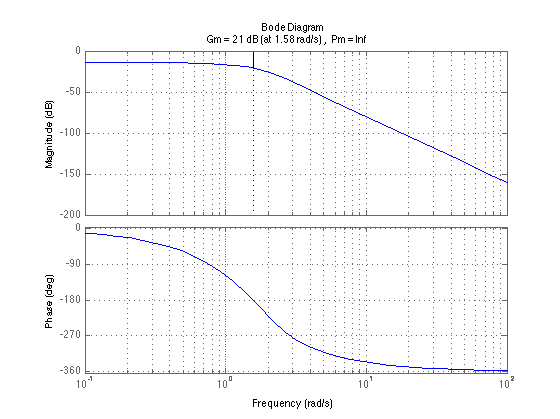 Bode Diagram
Gm = 21 dB (at 1.58 rad/s) , Pm = Inf
0
-50
-100
-150
-200
Magnitude (dB)
0
-90
-180
-270
-360
Phase (deg)
10^-1
10^0
10^1
10^2
Frequency (rad/s)